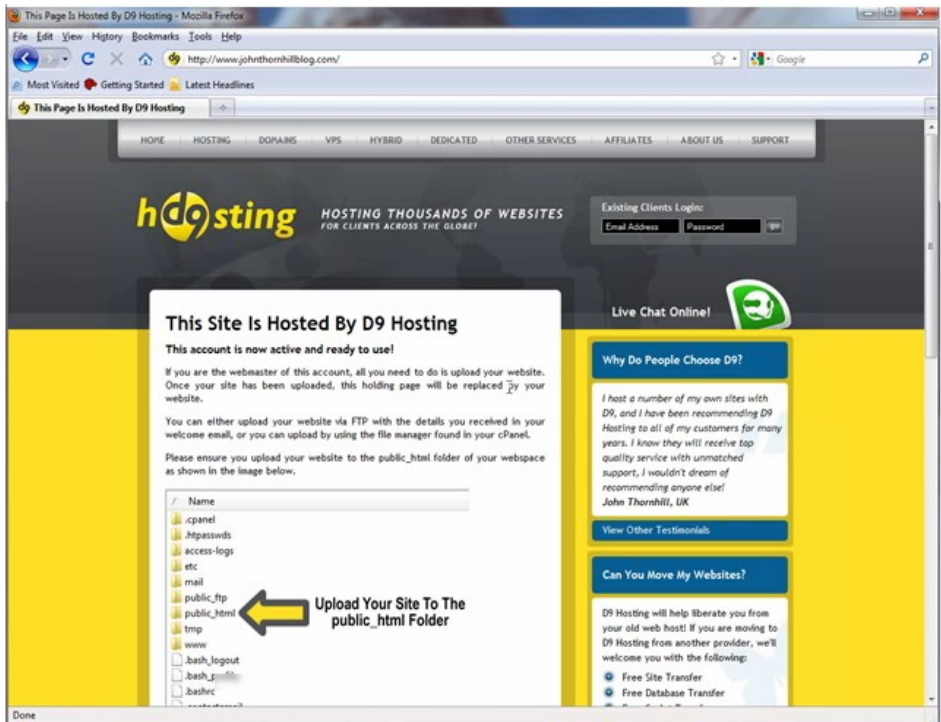 This Page Is Hosted By D9 Hosting - Mozilla Firefox
File Edit View History Bookmarks Tools Help
http://www.johnthornhillblog.com/
Google
Most Visited Getting Started Latest Headlines
This Page Is Hosted By D9 Hosting
HOME HOSTING DOMAINS VPS HYBRID DEDICATED OTHER SERVICES AFFILIATES ABOUT US SUPPORT
hd9sting
HOSTING THOUSANDS OF WEBSITES
FOR CLIENTS ACROSS THE GLOBE!
Existing Clients Login:
Email Address Password go
Live Chat Online!
This Site Is Hosted By D9 Hosting
This account is now active and ready to use!
If you are the webmaster of this account, all you need to do is upload your website.
Once your site has been uploaded, this holding page will be replaced by your
website.
You can either upload your website via FTP with the details you received in your
welcome email, or you can upload by using the file manager found in your cPanel.
Please ensure you upload your website to the public_html folder of your webspace
as shown in the image below.
/ Name
.cpanel
.htpasswds
access-logs
etc
mail
public_ftp
public_html
tmp
www
.bash_logout
.bashrc
Upload Your Site To The
public_html Folder
Why Do People Choose D9?
I host a number of my own sites with
D9, and I have been recommending D9
Hosting to all of my customers for many
years. I know they will receive top
quality service with unmatched
support, I wouldn't dream of
recommending anyone else!
John Thornhill, UK
View Other Testimonials
Can You Move My Websites?
D9 Hosting will help liberate you from
your old web host! If you are moving to
D9 Hosting from another provider, we'll
welcome you with the following:
Free Site Transfer
Free Database Transfer
Done